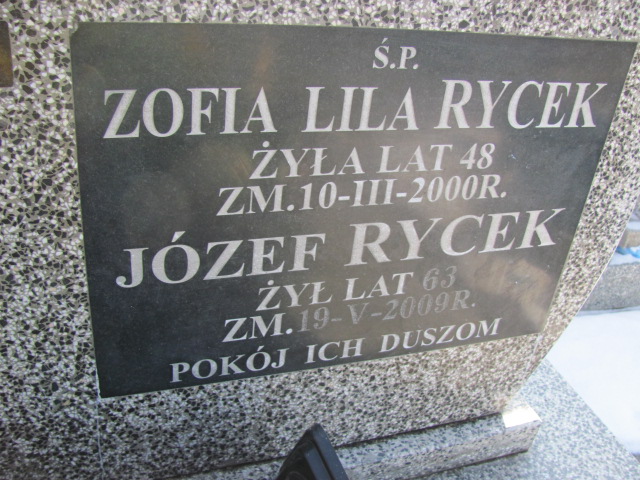 Ś.P.
ZOFIA LILA RYCEK
ŻYŁA LAT 48
ZM.10-III-2000R.
JÓZEF RYCEK
ŻYŁ LAT 63
ZM.19-V-2009R.
POKÓJ ICH DUSZOM